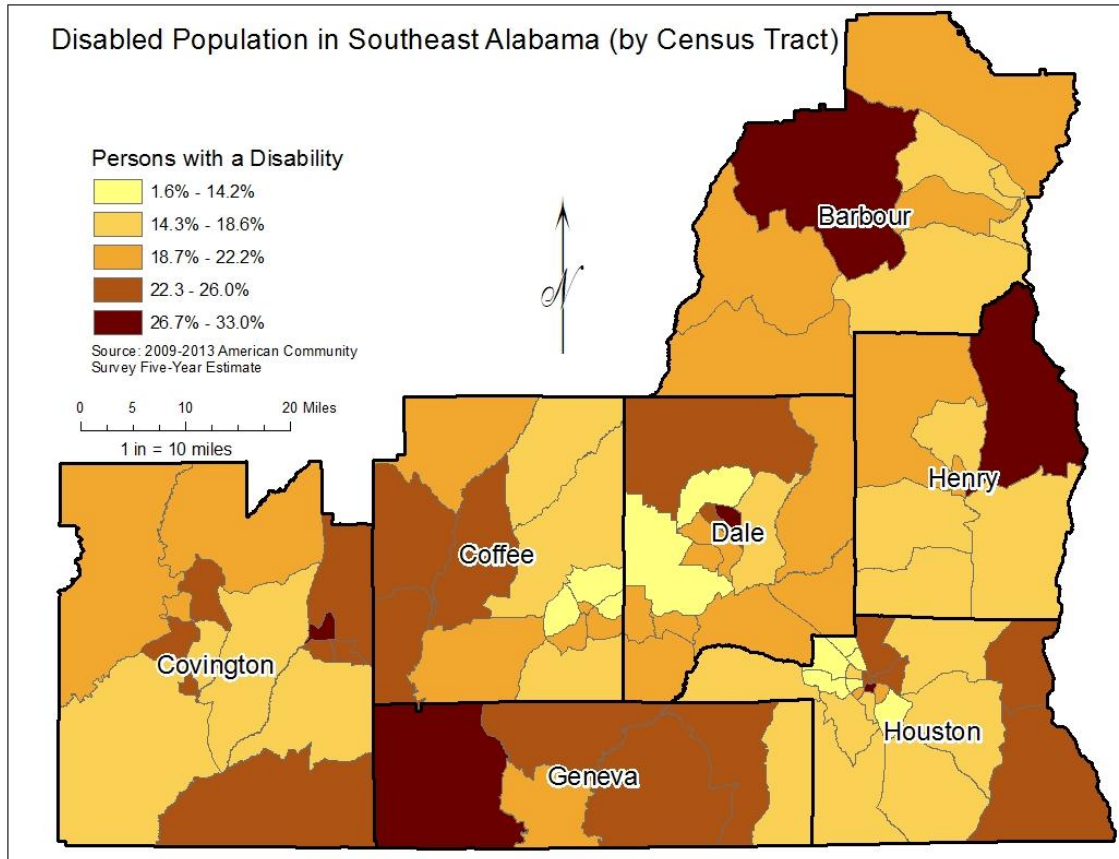 Disabled Population in Southeast Alabama (by Census Tract)
Persons with a Disability
1.6% - 14.2%
14.3% - 18.6%
18.7% - 22.2%
22.3 - 26.0%
26.7% - 33.0%
Source: 2009-2013 American Community
Survey Five-Year Estimate
0 5 10 20 Miles
1 in = 10 miles
N
Barbour
Henry
Dale
Coffee
Covington
Houston
Geneva